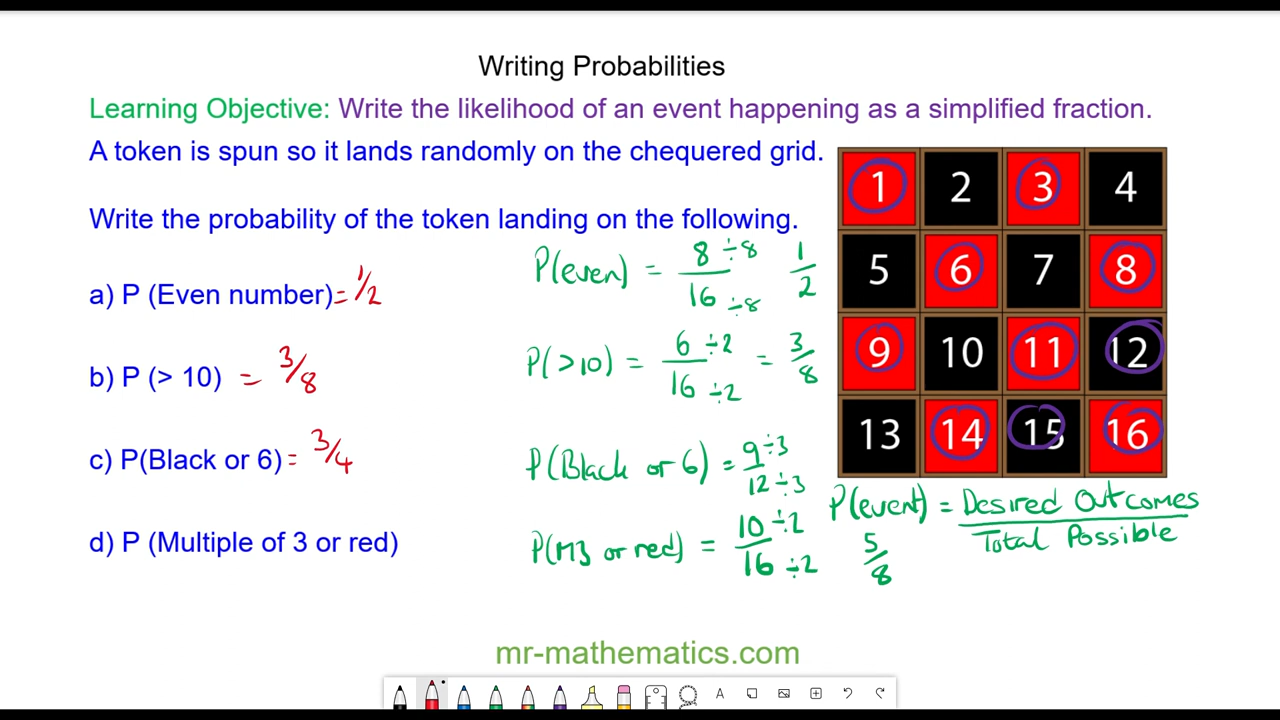 Writing Probabilities
Learning Objective: Write the likelihood of an event happening as a simplified fraction.
A token is spun so it lands randomly on the chequered grid.
Write the probability of the token landing on the following.
a) P (Even number) = 1/2
b) P (> 10) = 3/8
c) P(Black or 6) = 3/4
d) P (Multiple of 3 or red)
P(even) = 8 ÷8 / 16 ÷8 1/2
P(>10) = 6 ÷2 / 16 ÷2 = 3/8
P(Black or 6) = 9 ÷3 / 12 ÷3
P(M3 or red) = 10 ÷2 / 16 ÷2 5/8
1 2 3 4
5 6 7 8
9 10 11 12
13 14 15 16
P(event) = Desired Outcomes / Total Possible
mr-mathematics.com
A